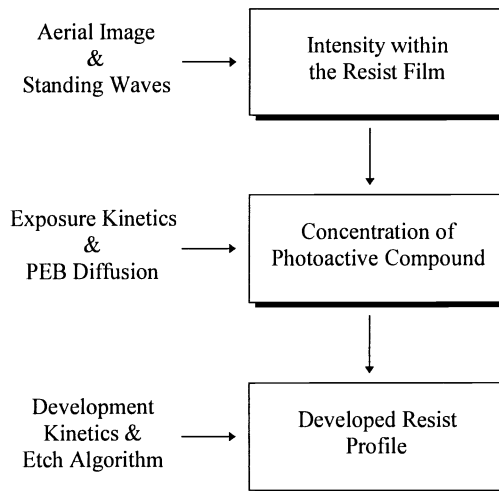 Aerial Image
&
Standing Waves
Intensity within
the Resist Film
Exposure Kinetics
&
PEB Diffusion
Concentration of
Photoactive Compound
Development
Kinetics &
Etch Algorithm
Developed Resist
Profile